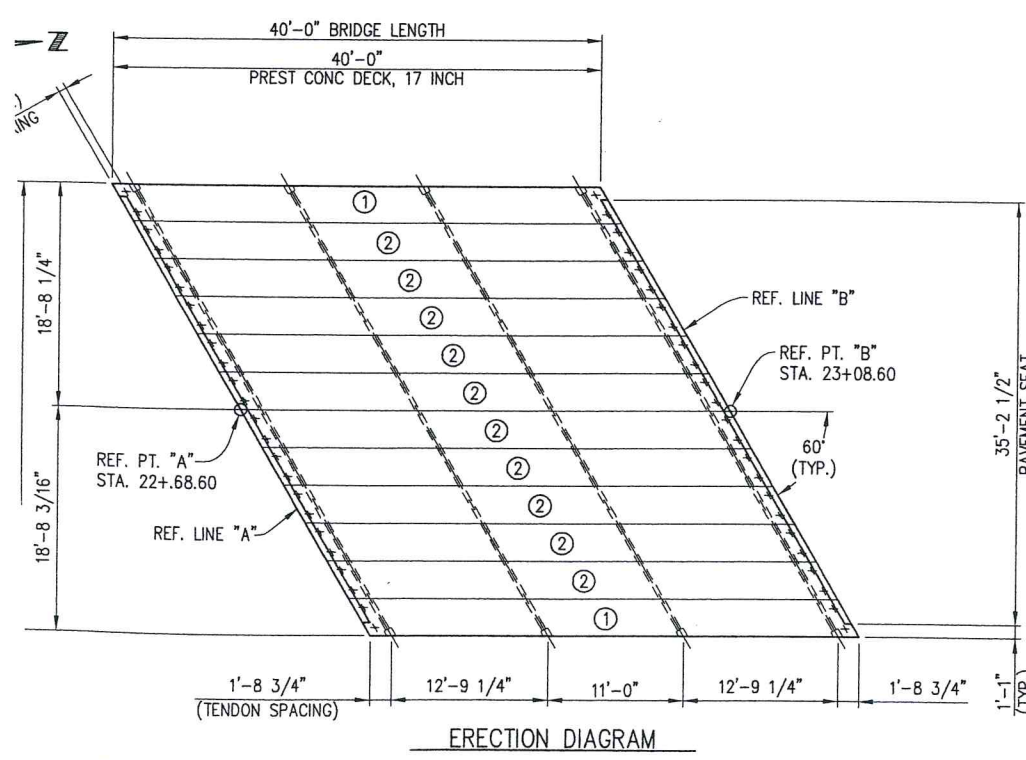 40'-0" BRIDGE LENGTH
40'-0"
PREST CONC DECK, 17 INCH
Z
18'-8 1/4"
18'-8 3/16"
1
2
2
2
2
2
2
2
2
2
2
1
REF. LINE "B"
REF. PT. "B"
STA. 23+08.60
60°
(TYP.)
35'-2 1/2"
PAVEMENT SEAT
REF. PT. "A"
STA. 22+.68.60
REF. LINE "A"
1'-8 3/4"
(TENDON SPACING)
12'-9 1/4"
11'-0"
12'-9 1/4"
1'-8 3/4"
1'-1"
(TYP.)
ERECTION DIAGRAM